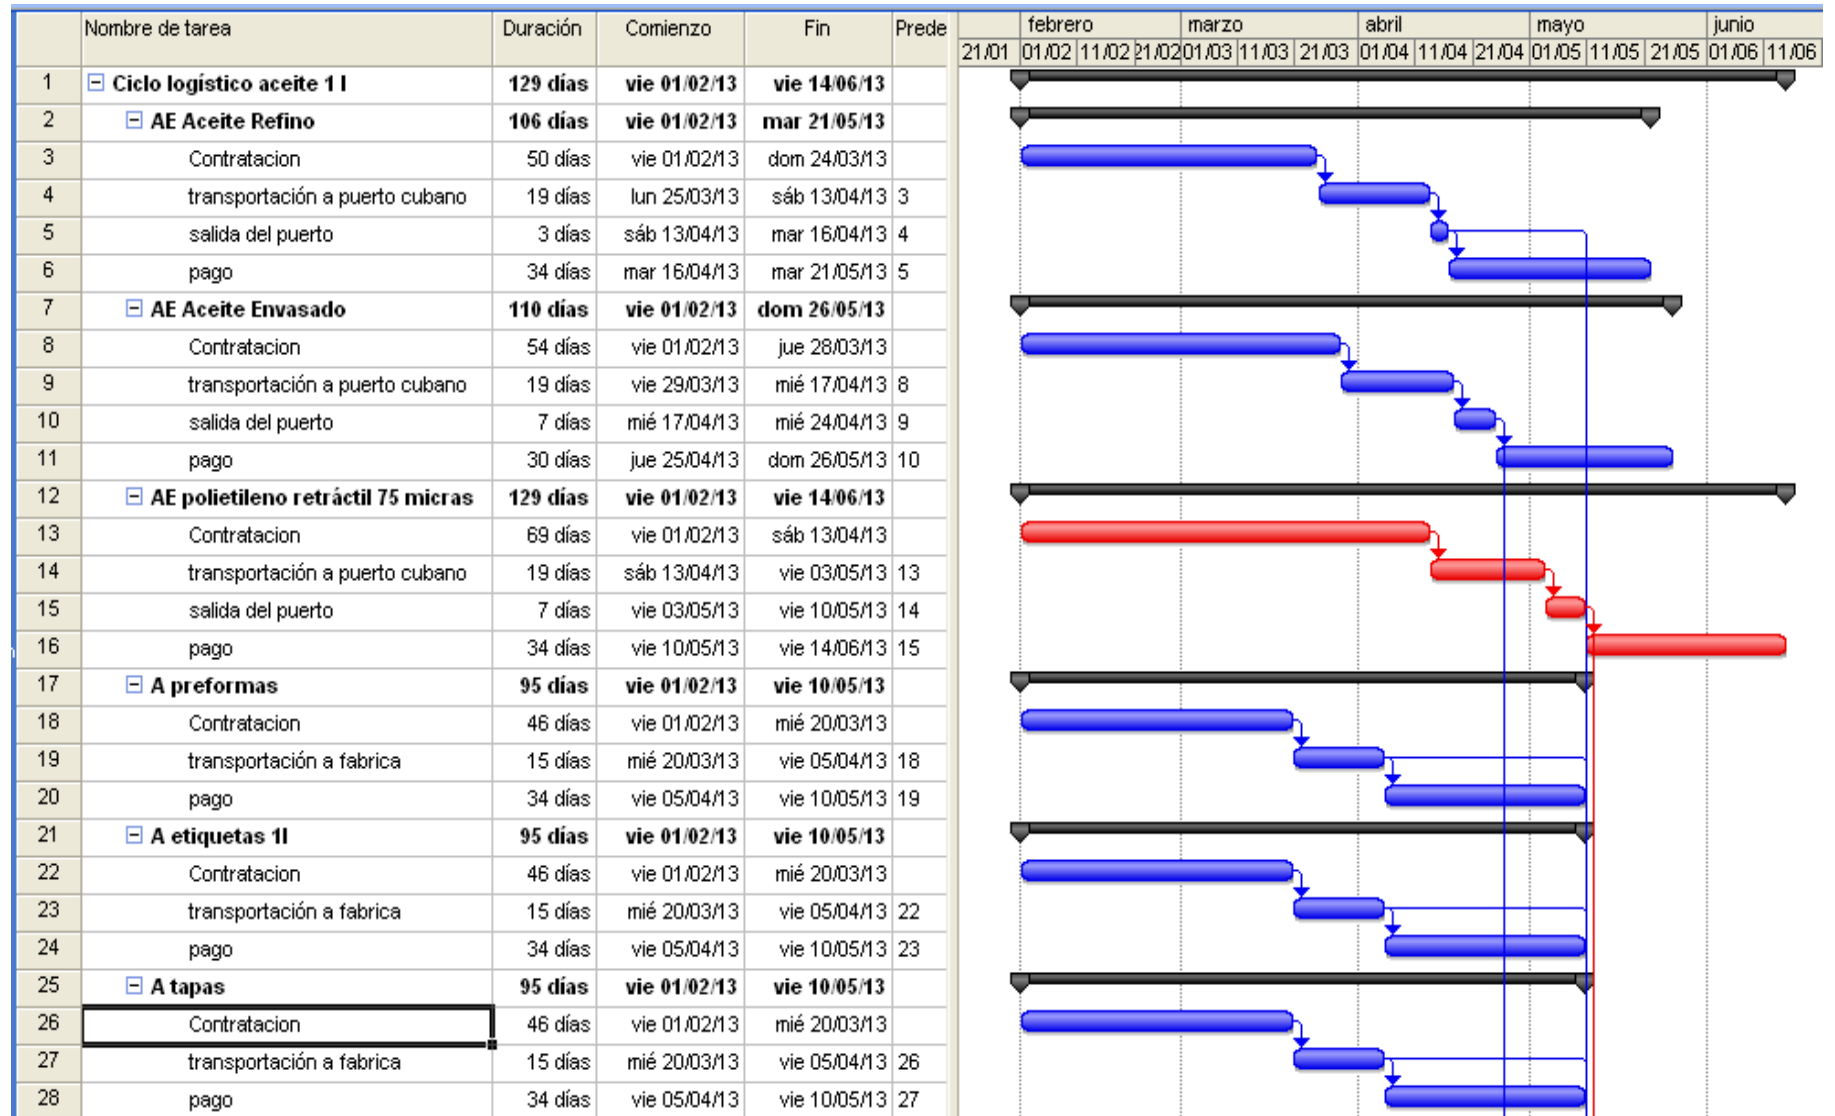 Nombre de tarea Duración Comienzo Fin Prede febrero marzo abril mayo junio
21/01 01/02 11/02 21/02 01/03 11/03 21/03 01/04 11/04 21/04 01/05 11/05 21/05 01/06 11/06
1 Ciclo logístico aceite 1 l 129 días vie 01/02/13 vie 14/06/13
2 AE Aceite Refino 106 días vie 01/02/13 mar 21/05/13
3 Contratacion 50 días vie 01/02/13 dom 24/03/13
4 transportación a puerto cubano 19 días lun 25/03/13 sáb 13/04/13 3
5 salida del puerto 3 días sáb 13/04/13 mar 16/04/13 4
6 pago 34 días mar 16/04/13 mar 21/05/13 5
7 AE Aceite Envasado 110 días vie 01/02/13 dom 26/05/13
8 Contratacion 54 días vie 01/02/13 jue 28/03/13
9 transportación a puerto cubano 19 días vie 29/03/13 mié 17/04/13 8
10 salida del puerto 7 días mié 17/04/13 mié 24/04/13 9
11 pago 30 días jue 25/04/13 dom 26/05/13 10
12 AE polietileno retráctil 75 micras 129 días vie 01/02/13 vie 14/06/13
13 Contratacion 69 días vie 01/02/13 sáb 13/04/13
14 transportación a puerto cubano 19 días sáb 13/04/13 vie 03/05/13 13
15 salida del puerto 7 días vie 03/05/13 vie 10/05/13 14
16 pago 34 días vie 10/05/13 vie 14/06/13 15
17 A preformas 95 días vie 01/02/13 vie 10/05/13
18 Contratacion 46 días vie 01/02/13 mié 20/03/13
19 transportación a fabrica 15 días mié 20/03/13 vie 05/04/13 18
20 pago 34 días vie 05/04/13 vie 10/05/13 19
21 A etiquetas 1l 95 días vie 01/02/13 vie 10/05/13
22 Contratacion 46 días vie 01/02/13 mié 20/03/13
23 transportación a fabrica 15 días mié 20/03/13 vie 05/04/13 22
24 pago 34 días vie 05/04/13 vie 10/05/13 23
25 A tapas 95 días vie 01/02/13 vie 10/05/13
26 Contratacion 46 días vie 01/02/13 mié 20/03/13
27 transportación a fabrica 15 días mié 20/03/13 vie 05/04/13 26
28 pago 34 días vie 05/04/13 vie 10/05/13 27